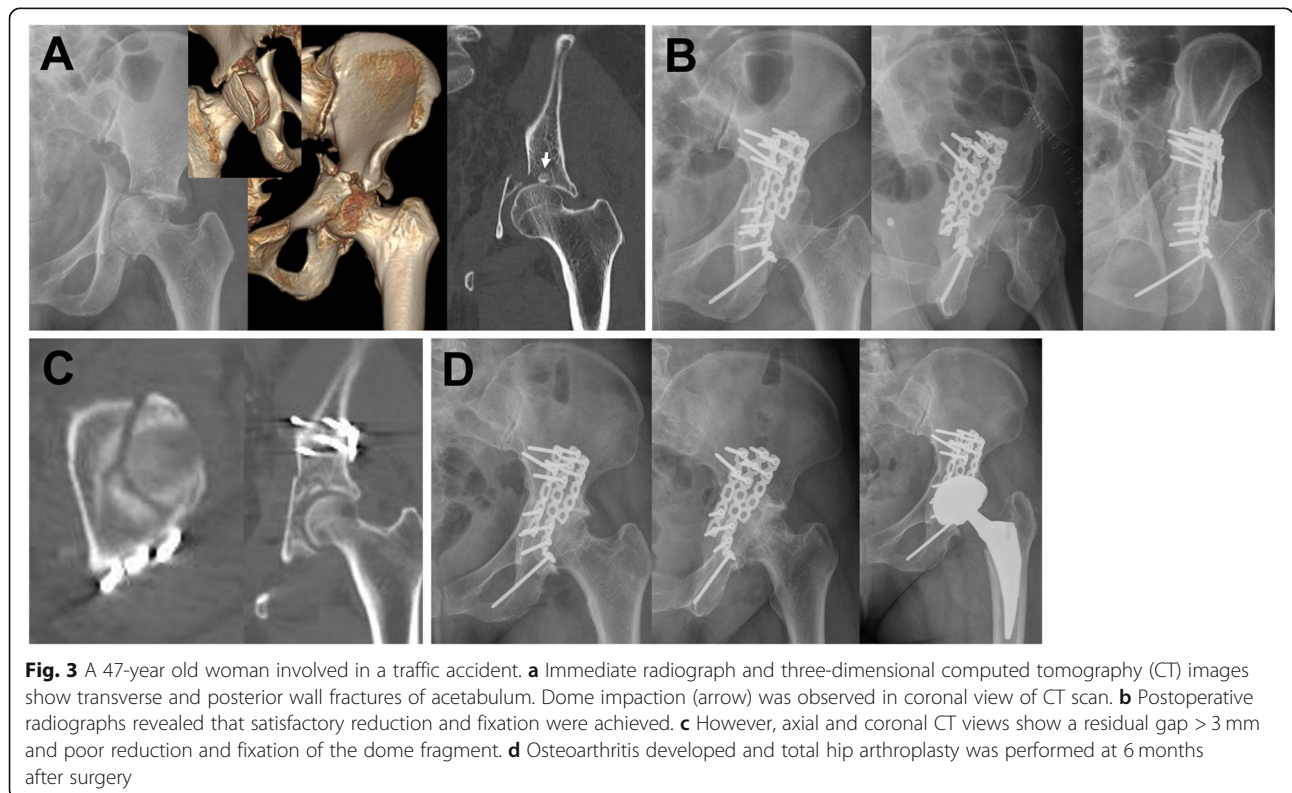 A
B
C
D
Fig. 3 A 47-year old woman involved in a traffic accident. a Immediate radiograph and three-dimensional computed tomography (CT) images
show transverse and posterior wall fractures of acetabulum. Dome impaction (arrow) was observed in coronal view of CT scan. b Postoperative
radiographs revealed that satisfactory reduction and fixation were achieved. c However, axial and coronal CT views show a residual gap > 3 mm
and poor reduction and fixation of the dome fragment. d Osteoarthritis developed and total hip arthroplasty was performed at 6 months
after surgery